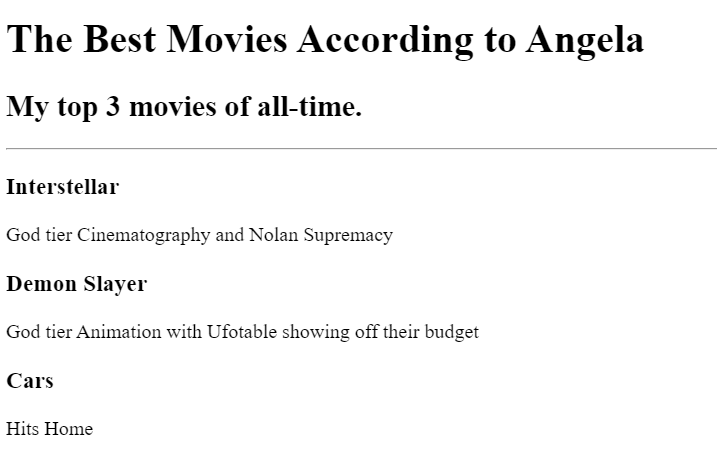 The Best Movies According to Angela
My top 3 movies of all-time.
Interstellar
God tier Cinematography and Nolan Supremacy
Demon Slayer
God tier Animation with Ufotable showing off their budget
Cars
Hits Home